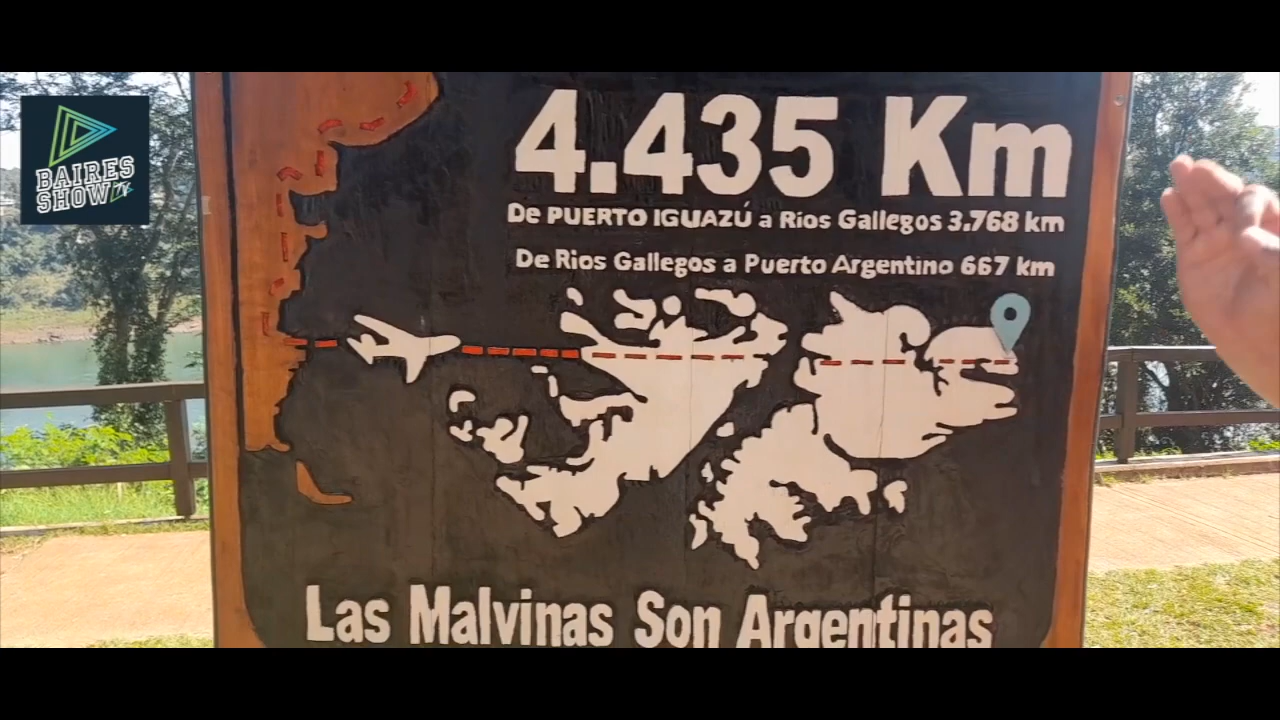 BAIRES
SHOW TV
4.435 Km
De PUERTO IGUAZÚ a Rios Gallegos 3.768 km
De Rios Gallegos a Puerto Argentino 667 km
Las Malvinas Son Argentinas